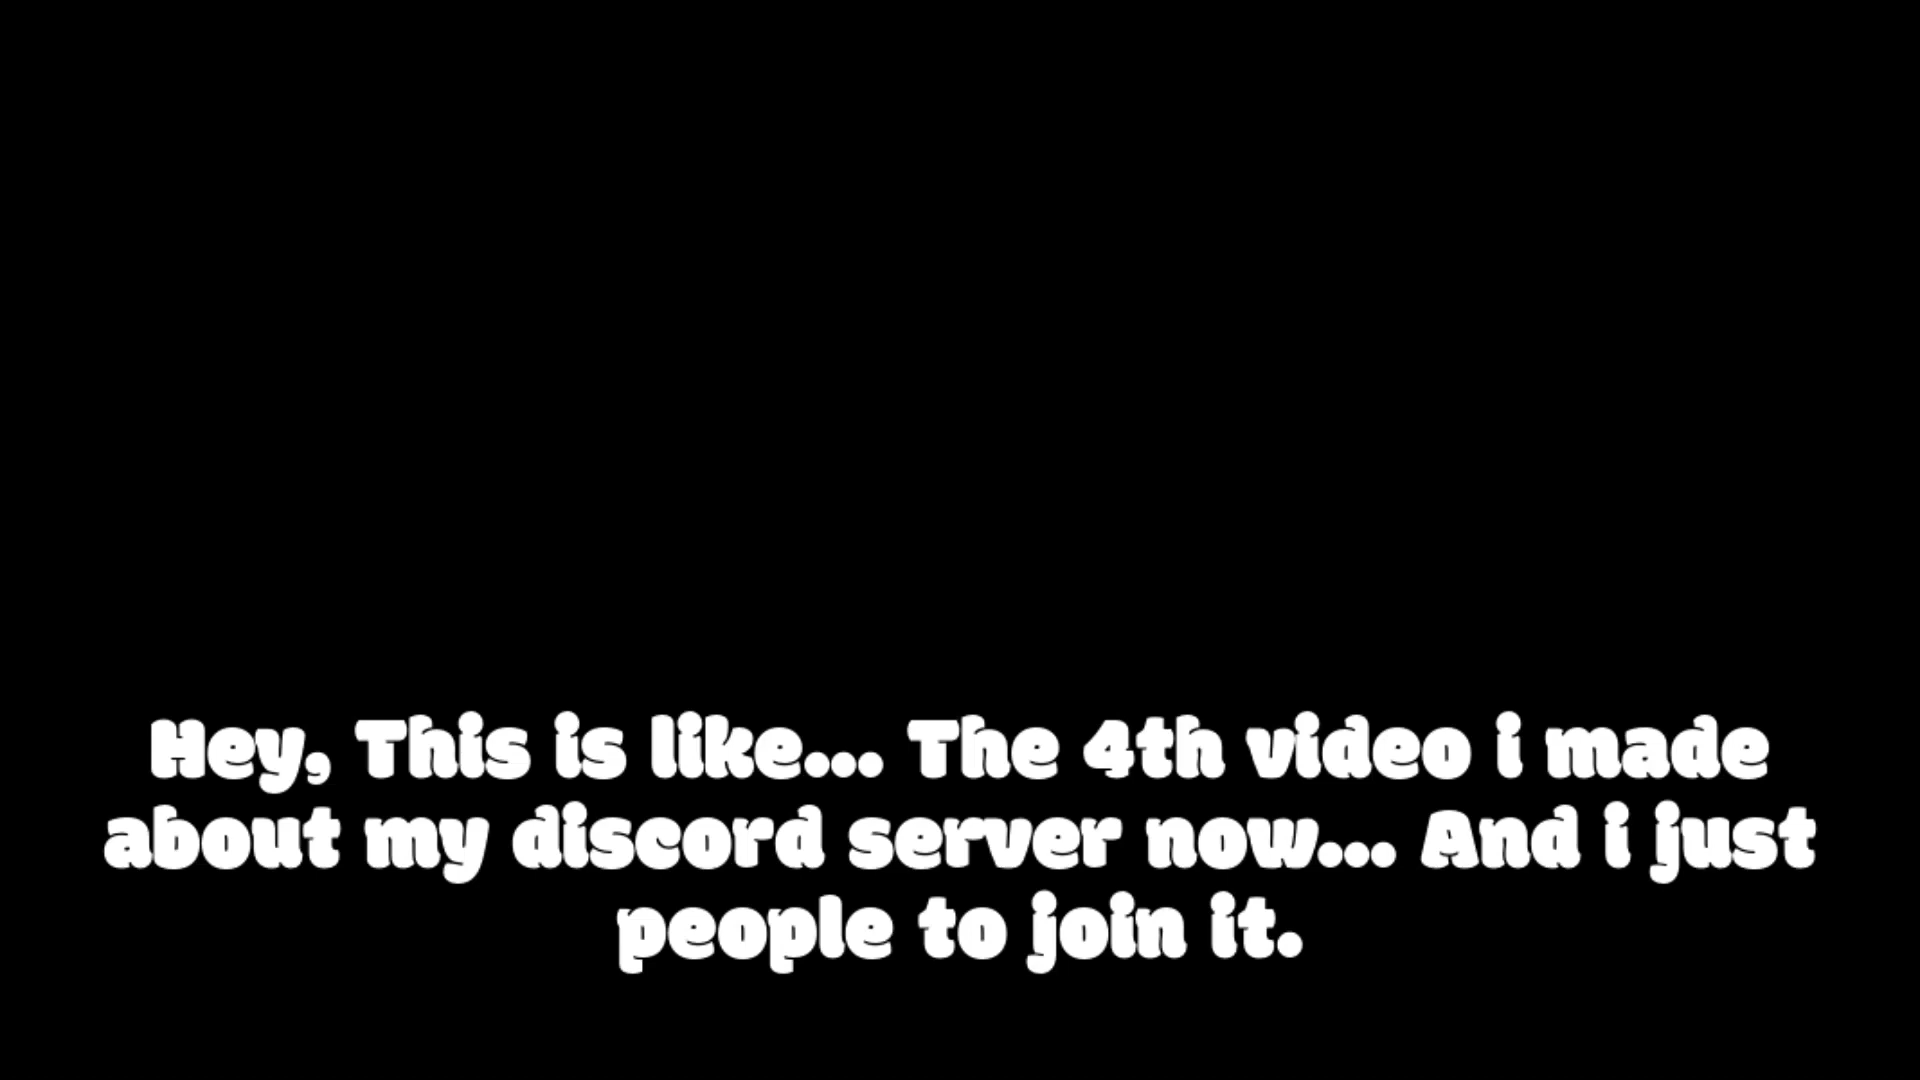 Hey, This is like... The 4th video i made
about my discord server now... And i just
people to join it.